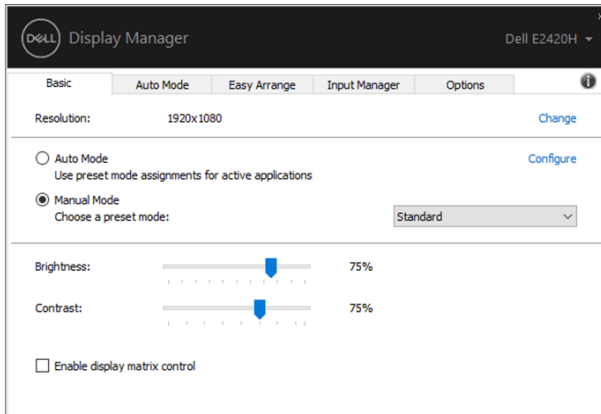 DELL Display Manager Dell E2420H
Basic Auto Mode Easy Arrange Input Manager Options
Resolution: 1920x1080 Change
Auto Mode Configure
Use preset mode assignments for active applications
Manual Mode
Choose a preset mode: Standard
Brightness: 75%
Contrast: 75%
Enable display matrix control